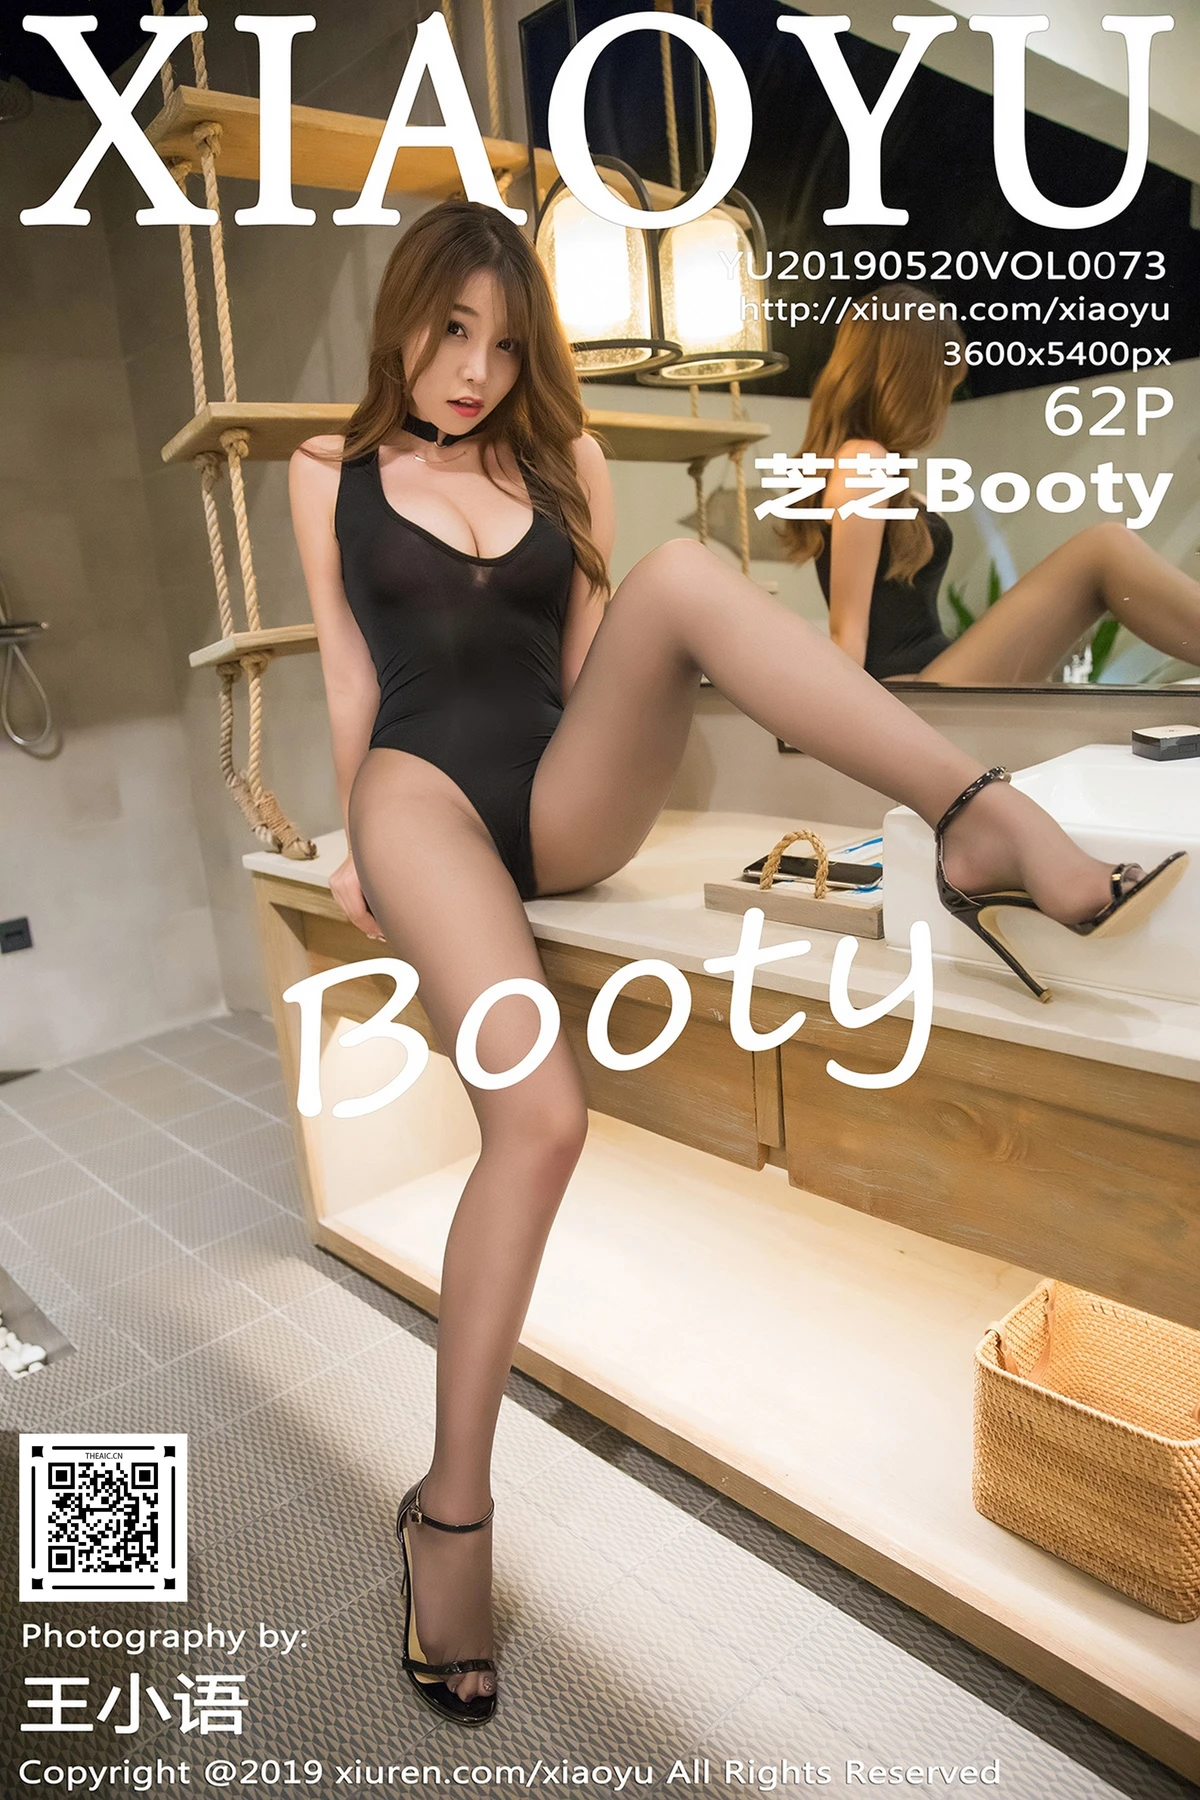 XIAOYU
YU20190520VOL0073
http://xiuren.com/xiaoyu
3600x5400px
62P
芝芝Booty
Booty
THEAIC.CN
Photography by:
王小语
Copyright @2019 xiuren.com/xiaoyu All Rights Reserved